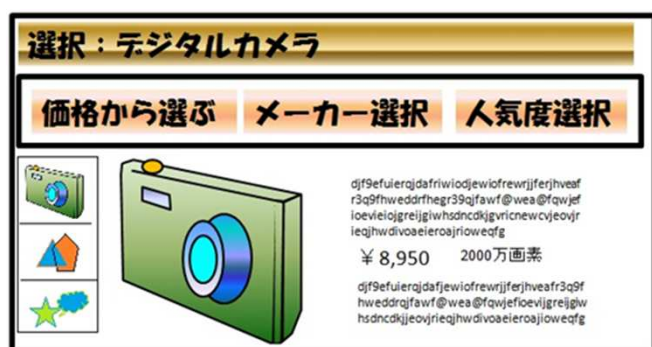 選択：デジタルカメラ
価格から選ぶ メーカー選択 人気度選択
djf9efuierqjdafriwiodjewiofrewrjjferjhveaf
r3q9fhweddrfhegr39qjfawf@wea@fqwjef
ioevieiojgreijgiwhsdncdkjgvricnewcvjeovjr
ieqjhwdivoaeieroajrioweqfg
￥8,950 2000万画素
djf9efuierqjdafjewiofrewrjjferjhveafr3q9f
hweddrqjfawf@wea@fqwjefioevijgreijgiw
hsdncdkjjeovjrieqjhwdivoaeieroajioweqfg